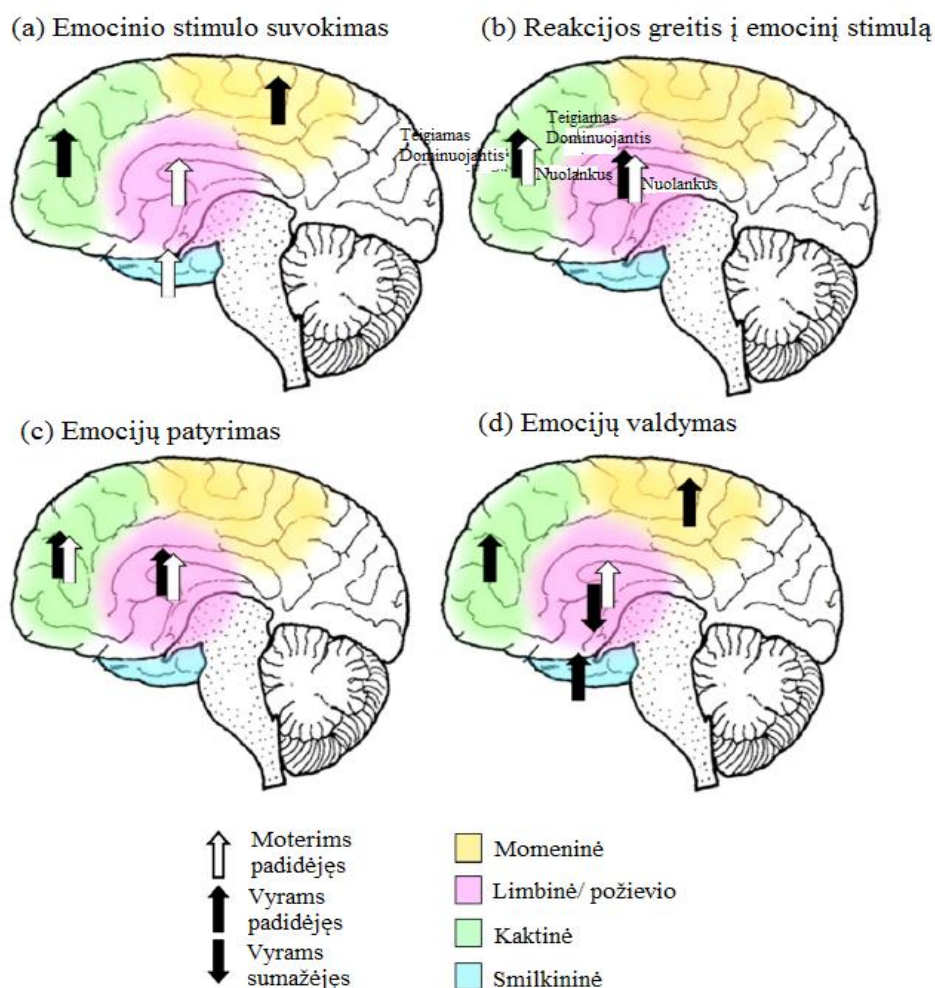 (a) Emocinio stimulo suvokimas
(b) Reakcijos greitis į emocinį stimulą
Teigiamas
Dominuojantis
Teigiamas
Dominuojantis
Nuolankus
Nuolankus
(c) Emocijų patyrimas
(d) Emocijų valdymas
Moterims
padidėjęs
Vyrams
padidėjęs
Vyrams
sumažėjęs
Momeninė
Limbinė/ požievio
Kaktinė
Smilkininė